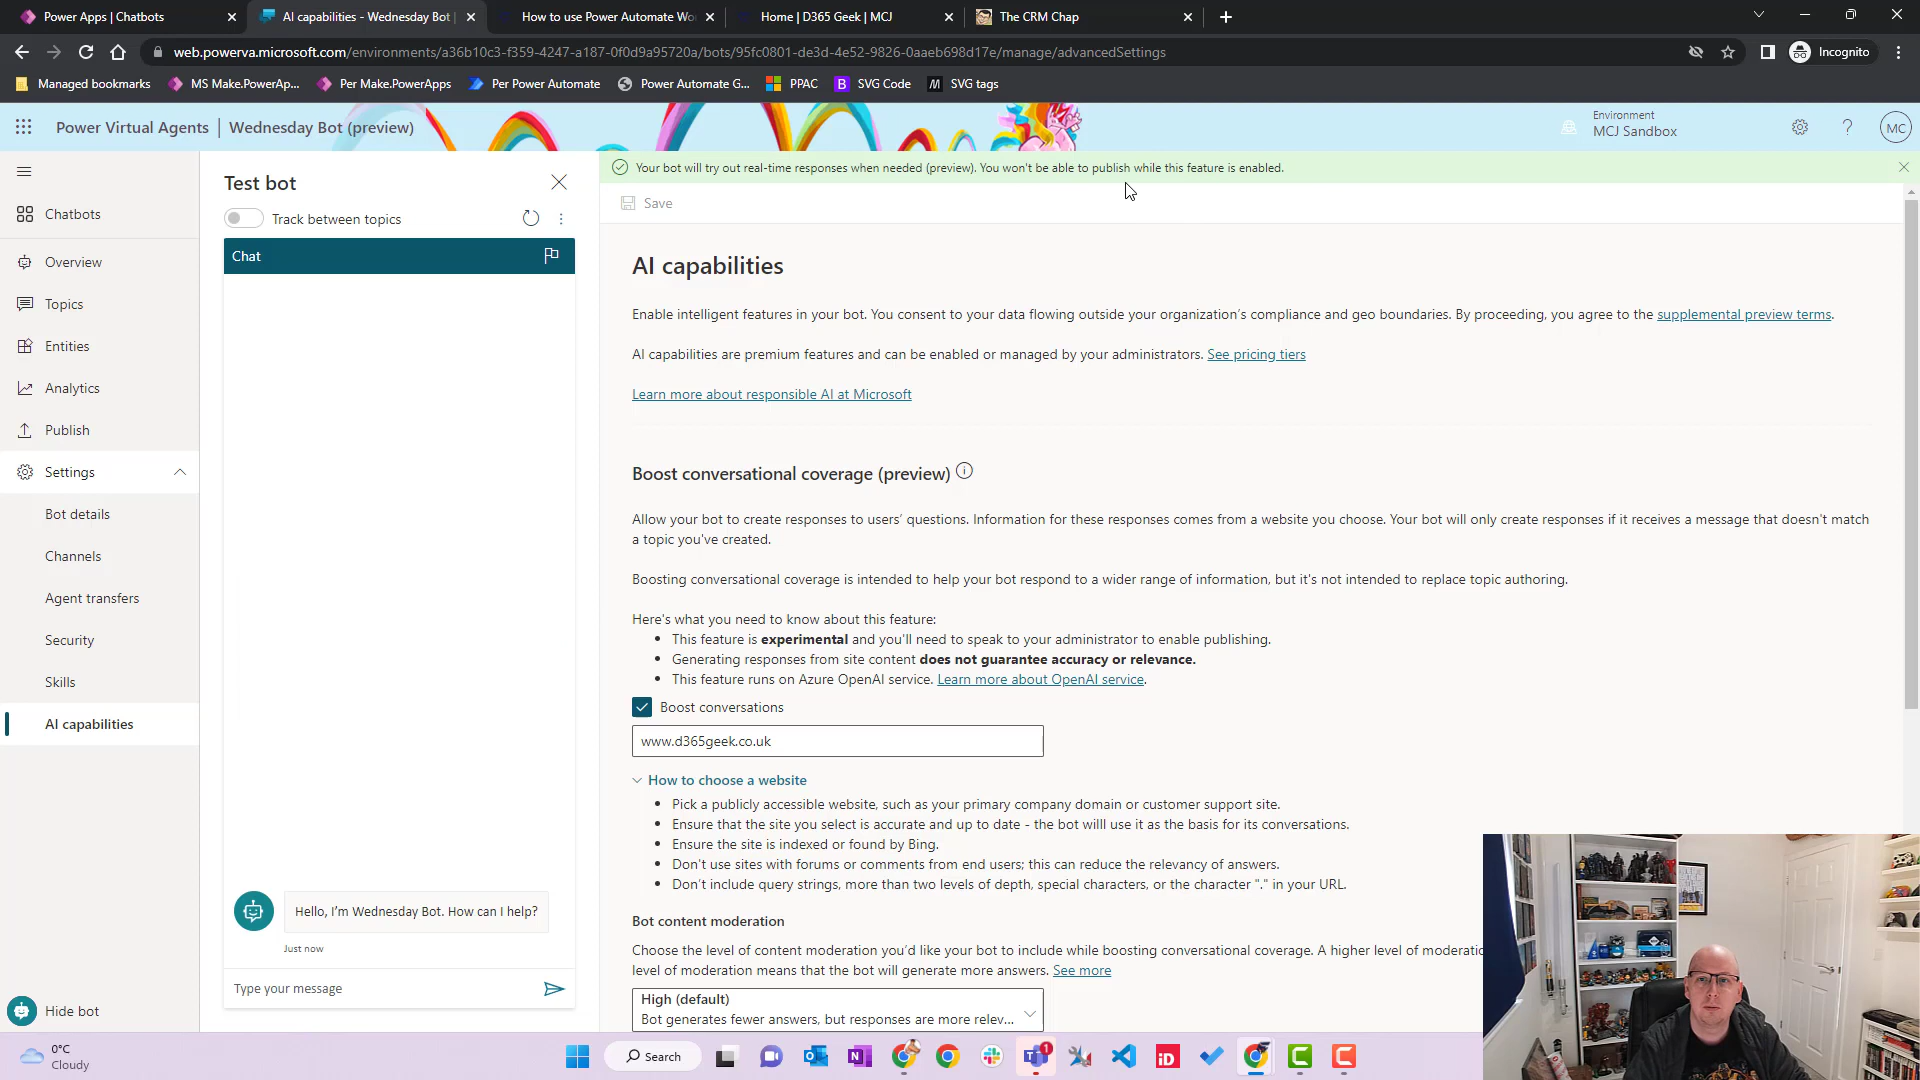 Power Apps | Chatbots
AI capabilities - Wednesday Bot |
How to use Power Automate Wo
Home | D365 Geek | MCJ
The CRM Chap
web.powerva.microsoft.com/environments/a36b10c3-f359-4247-a187-0f0d9a95720a/bots/95fc0801-de3d-4e52-9826-0aaeb698d17e/manage/advancedSettings
Incognito
Managed bookmarks
MS Make.PowerAp...
Per Make.PowerApps
Per Power Automate
Power Automate G...
PPAC
SVG Code
SVG tags
Power Virtual Agents | Wednesday Bot (preview)
Environment
MCJ Sandbox
MC
Chatbots
Overview
Topics
Entities
Analytics
Publish
Settings
Bot details
Channels
Agent transfers
Security
Skills
AI capabilities
Hide bot
Test bot
Track between topics
Chat
Hello, I'm Wednesday Bot. How can I help?
Just now
Type your message
Your bot will try out real-time responses when needed (preview). You won't be able to publish while this feature is enabled.
Save
AI capabilities
Enable intelligent features in your bot. You consent to your data flowing outside your organization's compliance and geo boundaries. By proceeding, you agree to the supplemental preview terms.
AI capabilities are premium features and can be enabled or managed by your administrators. See pricing tiers
Learn more about responsible AI at Microsoft
Boost conversational coverage (preview)
Allow your bot to create responses to users' questions. Information for these responses comes from a website you choose. Your bot will only create responses if it receives a message that doesn't match
a topic you've created.
Boosting conversational coverage is intended to help your bot respond to a wider range of information, but it's not intended to replace topic authoring.
Here's what you need to know about this feature:
• This feature is experimental and you'll need to speak to your administrator to enable publishing.
• Generating responses from site content does not guarantee accuracy or relevance.
• This feature runs on Azure OpenAI service. Learn more about OpenAI service.
Boost conversations
www.d365geek.co.uk
How to choose a website
• Pick a publicly accessible website, such as your primary company domain or customer support site.
• Ensure that the site you select is accurate and up to date - the bot willl use it as the basis for its conversations.
• Ensure the site is indexed or found by Bing.
• Don't use sites with forums or comments from end users; this can reduce the relevancy of answers.
• Don't include query strings, more than two levels of depth, special characters, or the character "." in your URL.
Bot content moderation
Choose the level of content moderation you'd like your bot to include while boosting conversational coverage. A higher level of moderatio
level of moderation means that the bot will generate more answers. See more
High (default)
Bot generates fewer answers, but responses are more relev...
0°C
Cloudy
Search
1
iD